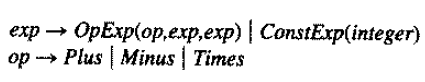 exp → OpExp(op,exp,exp) | ConstExp(integer)
op → Plus | Minus | Times